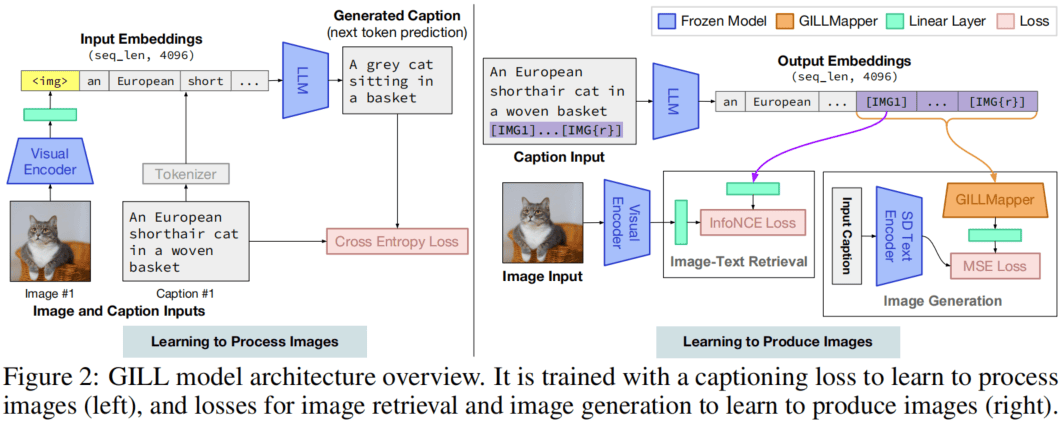 Input Embeddings
(seq_len, 4096)
<img> an European short ...
LLM
Generated Caption
(next token prediction)
A grey cat
sitting in
a basket
Visual
Encoder
Tokenizer
An European
shorthair cat
in a woven
basket
Cross Entropy Loss
Image #1
Caption #1
Image and Caption Inputs
Learning to Process Images
Frozen Model
GILLMapper
Linear Layer
Loss
An European
shorthair cat in
a woven basket
[IMG1]...[IMG{r}]
Caption Input
LLM
Output Embeddings
(seq_len, 4096)
an European ... [IMG1] ... [IMG{r}]
Image Input
Visual
Encoder
InfoNCE Loss
Image-Text Retrieval
Input Caption
SD Text
Encoder
GILLMapper
MSE Loss
Image Generation
Learning to Produce Images
Figure 2: GILL model architecture overview. It is trained with a captioning loss to learn to process
images (left), and losses for image retrieval and image generation to learn to produce images (right).